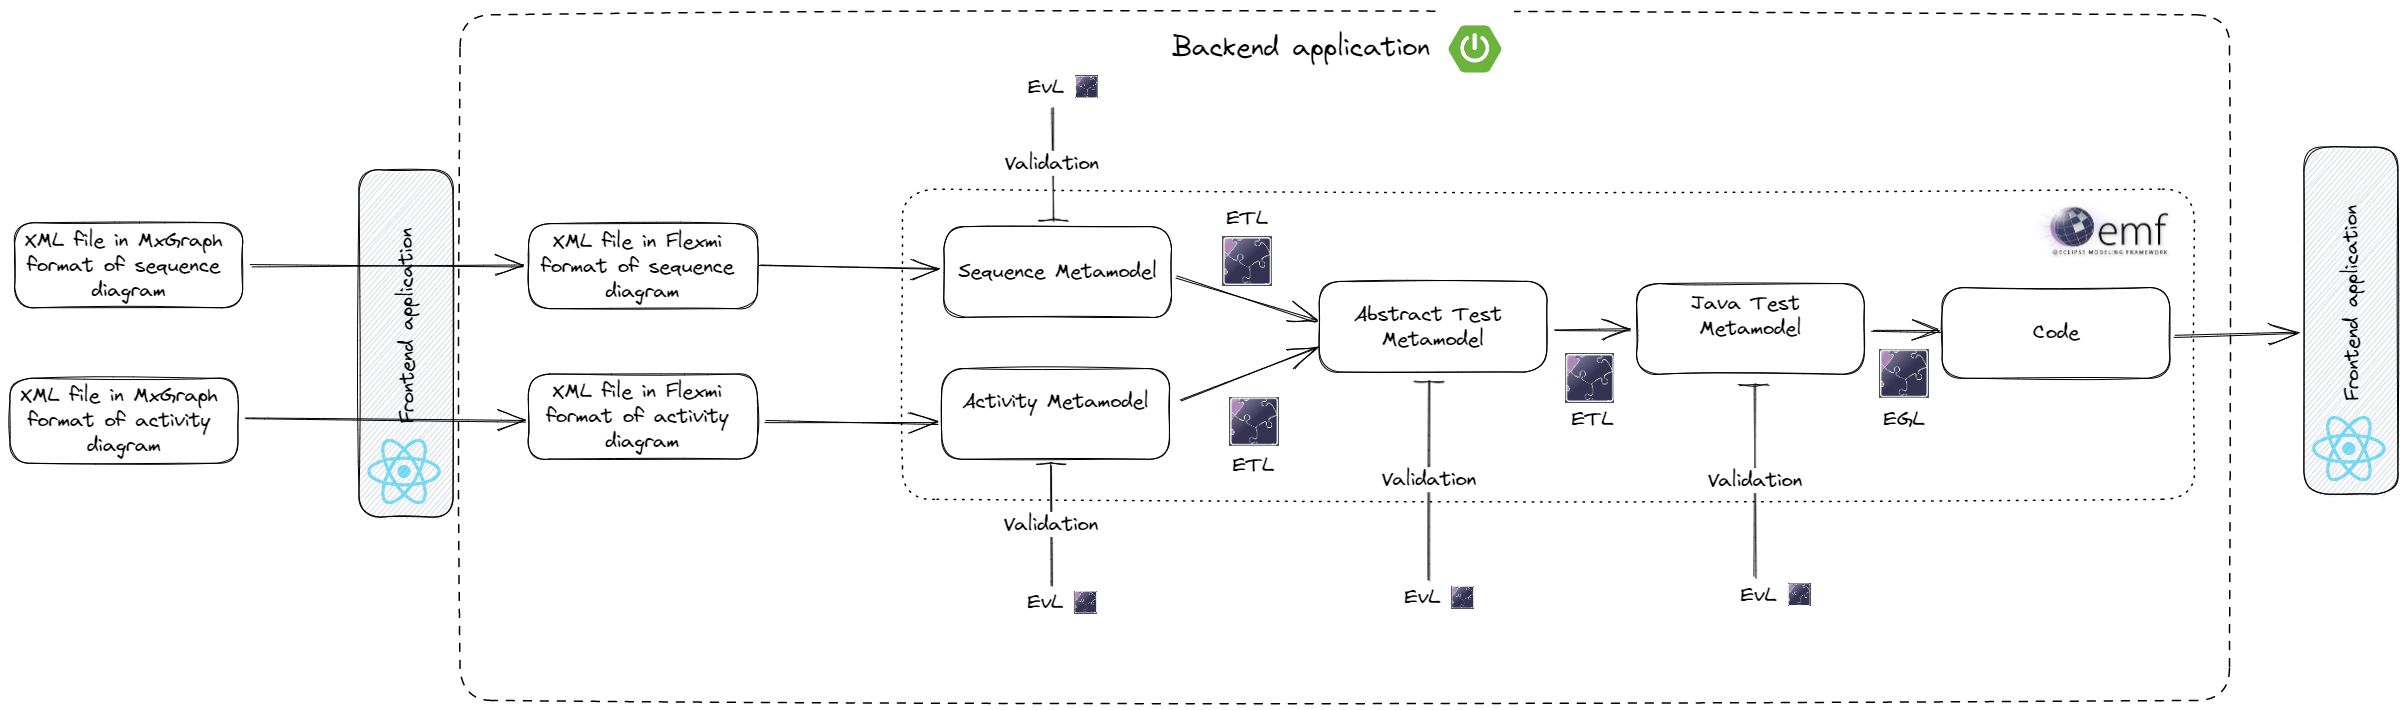 Backend application
EVL
Validation
XML file in MxGraph
format of sequence
diagram
Frontend application
XML file in Flexmi
format of sequence
diagram
Sequence Metamodel
ETL
emf
ECLIPSE MODELING FRAMEWORK
Abstract Test
Metamodel
Java Test
Metamodel
Code
Frontend application
XML file in MxGraph
format of activity
diagram
XML file in Flexmi
format of activity
diagram
Activity Metamodel
ETL
ETL
EGL
Validation
Validation
Validation
EVL
EVL
EVL